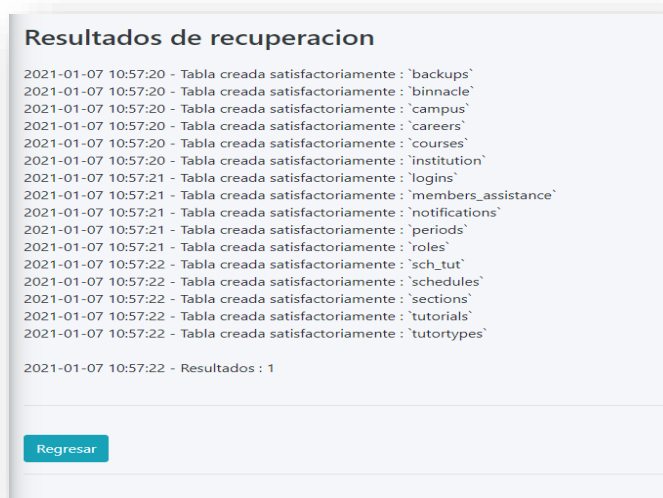 Resultados de recuperacion
2021-01-07 10:57:20 - Tabla creada satisfactoriamente : `backups`
2021-01-07 10:57:20 - Tabla creada satisfactoriamente : `binnacle`
2021-01-07 10:57:20 - Tabla creada satisfactoriamente : `campus`
2021-01-07 10:57:20 - Tabla creada satisfactoriamente : `careers`
2021-01-07 10:57:20 - Tabla creada satisfactoriamente : `courses`
2021-01-07 10:57:20 - Tabla creada satisfactoriamente : `institution`
2021-01-07 10:57:21 - Tabla creada satisfactoriamente : `logins`
2021-01-07 10:57:21 - Tabla creada satisfactoriamente : `members_assistance`
2021-01-07 10:57:21 - Tabla creada satisfactoriamente : `notifications`
2021-01-07 10:57:21 - Tabla creada satisfactoriamente : `periods`
2021-01-07 10:57:21 - Tabla creada satisfactoriamente : `roles`
2021-01-07 10:57:22 - Tabla creada satisfactoriamente : `sch_tut`
2021-01-07 10:57:22 - Tabla creada satisfactoriamente : `schedules`
2021-01-07 10:57:22 - Tabla creada satisfactoriamente : `sections`
2021-01-07 10:57:22 - Tabla creada satisfactoriamente : `tutorials`
2021-01-07 10:57:22 - Tabla creada satisfactoriamente : `tutortypes`
2021-01-07 10:57:22 - Resultados : 1
Regresar